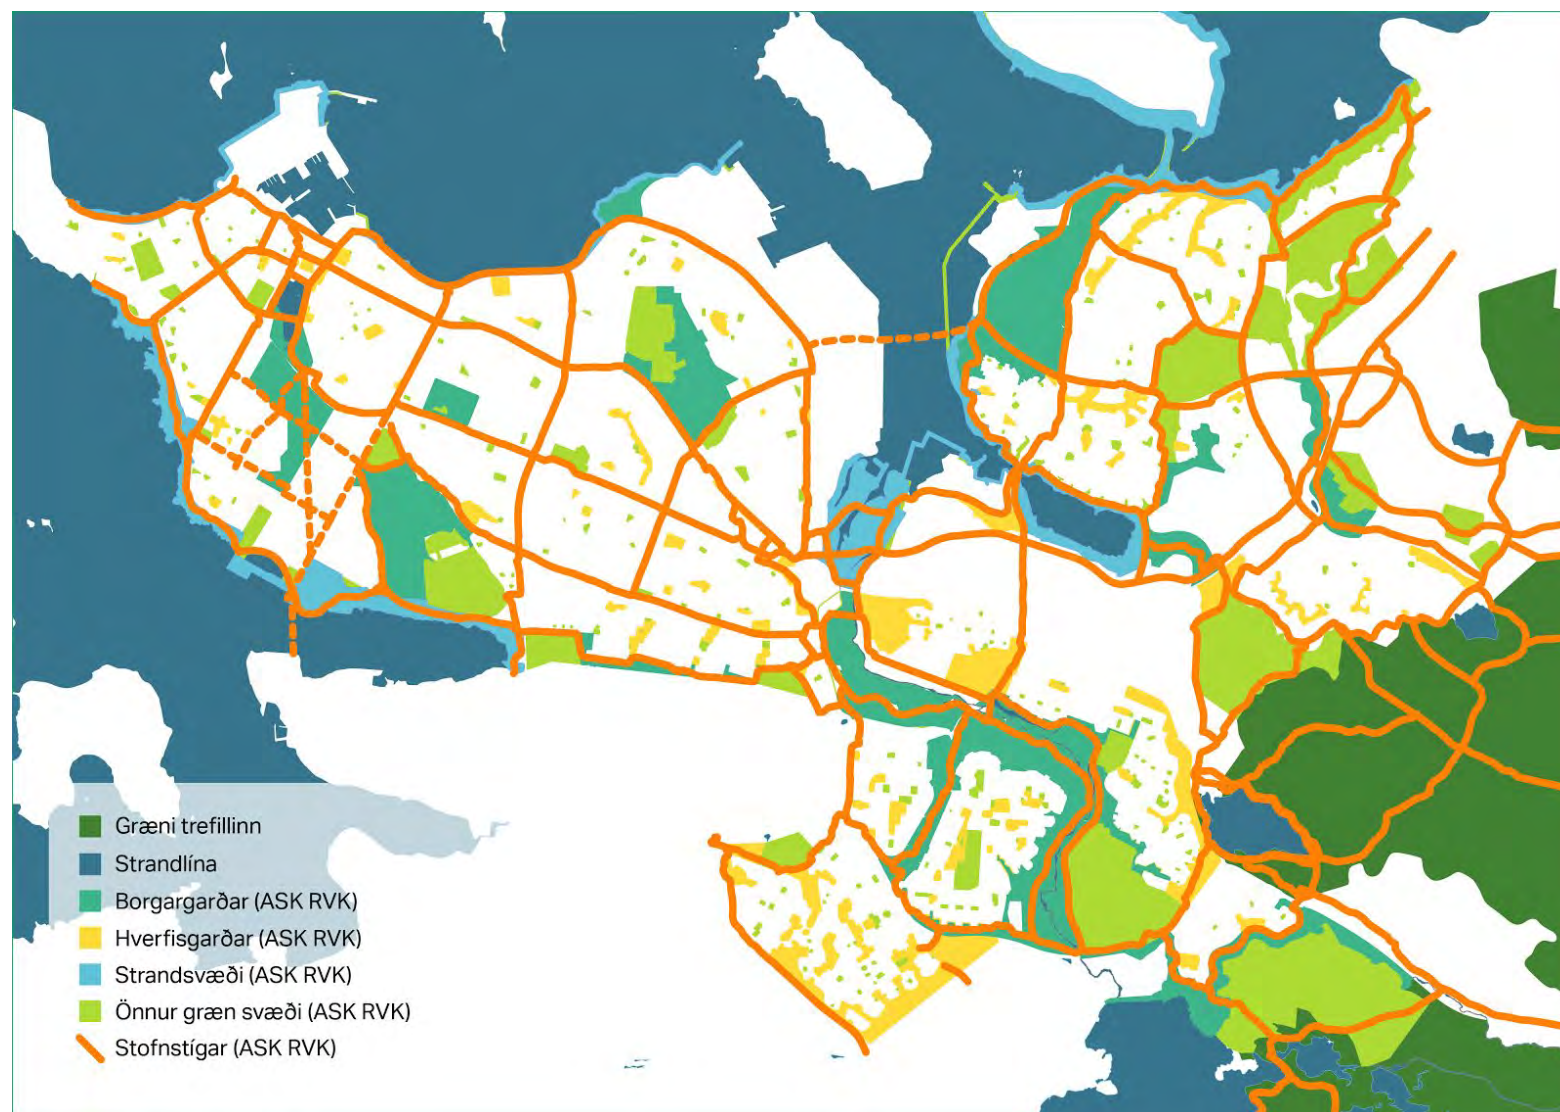 Græni trefillinn
Strandlína
Borgargarðar (ASK RVK)
Hverfisgarðar (ASK RVK)
Strandsvæði (ASK RVK)
Önnur græn svæði (ASK RVK)
Stofnstígar (ASK RVK)